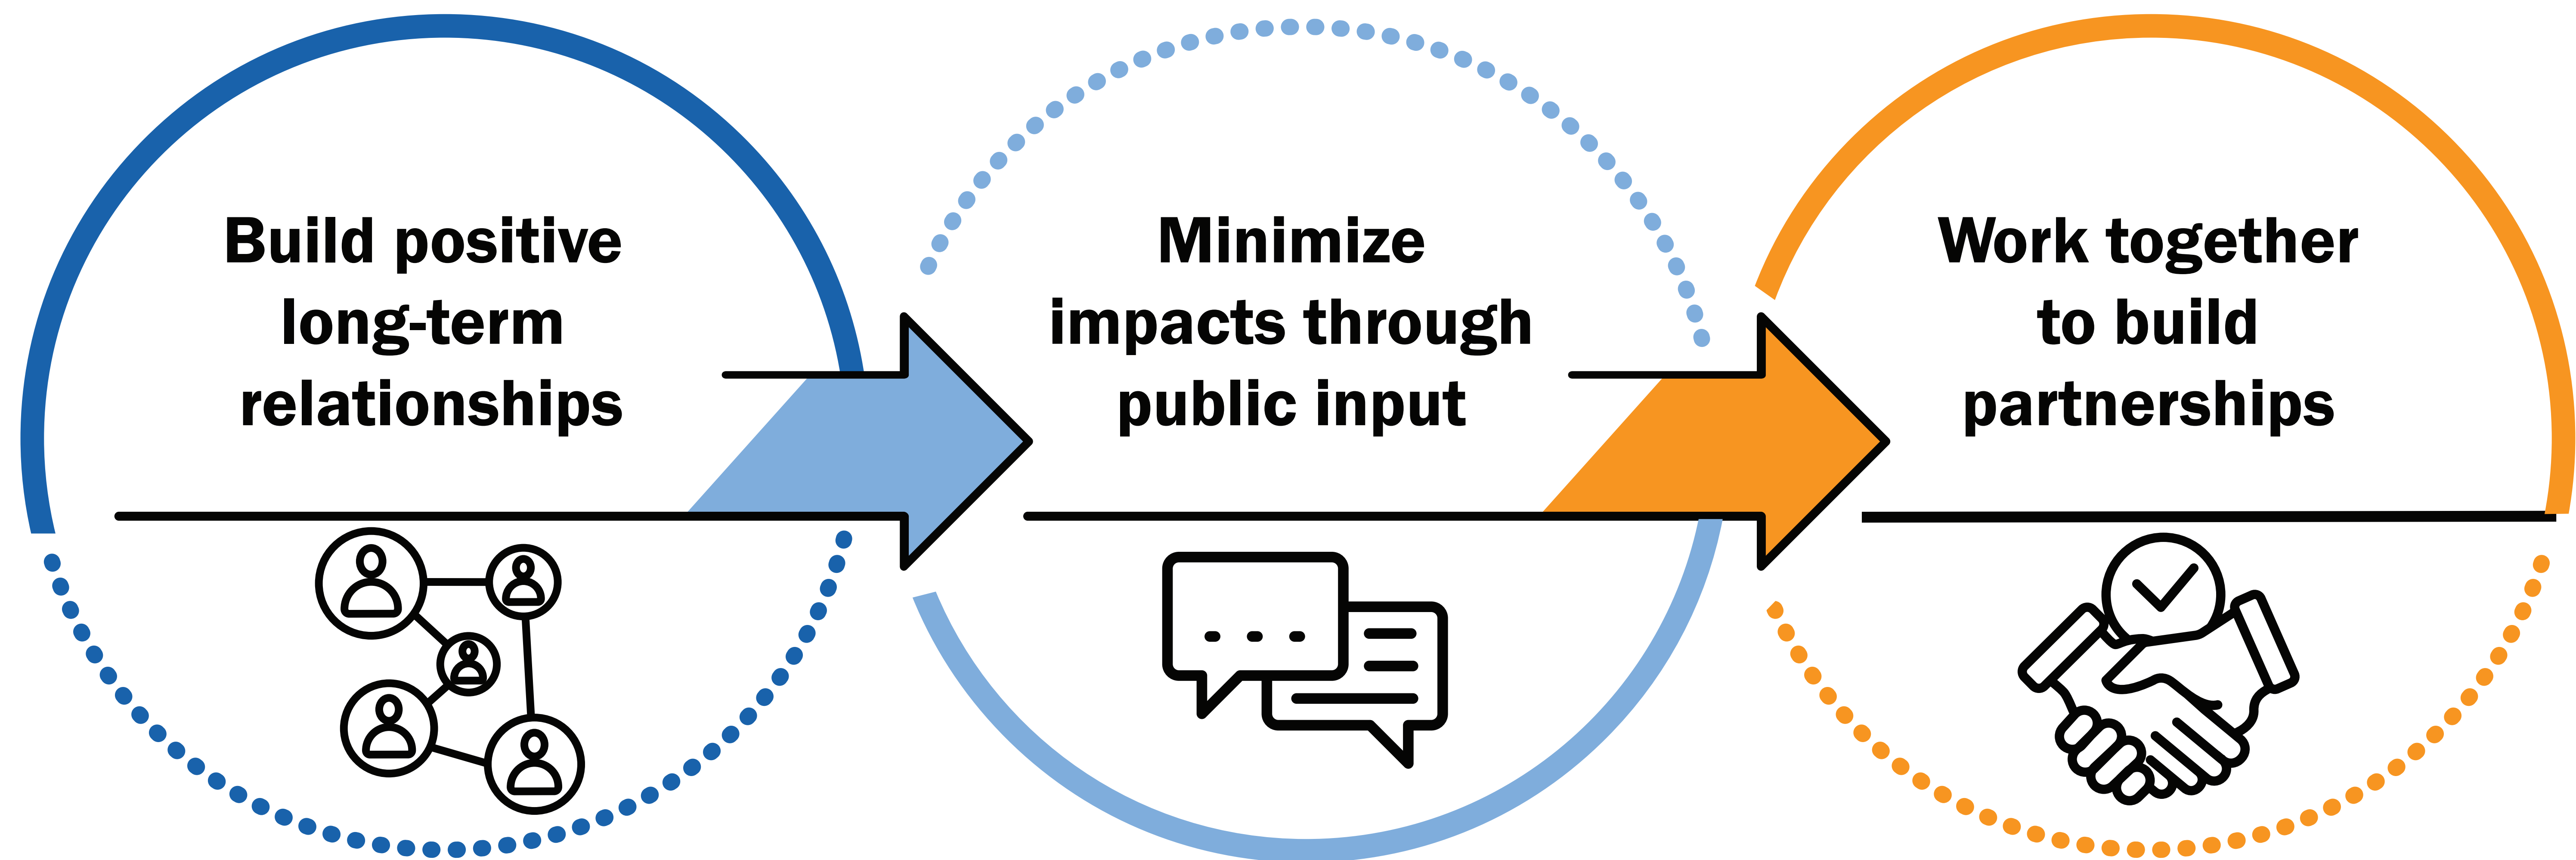 Build positive
long-term
relationships
Minimize
impacts through
public input
Work together
to build
partnerships